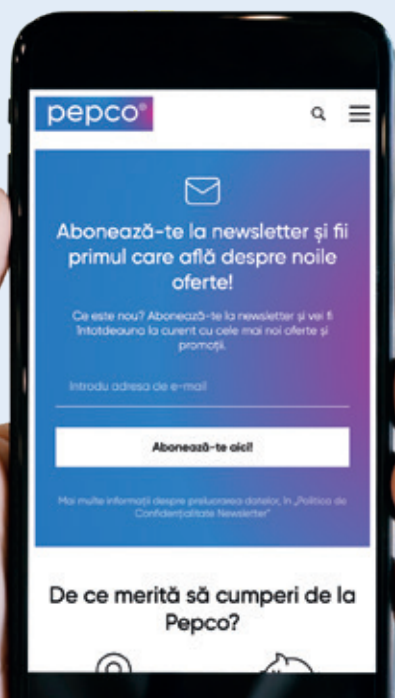 pepco®
Abonează-te la newsletter și fii
primul care află despre noile
oferte!
Ce este nou? Abonează-te la newsletter și vei fi
întotdeauna la curent cu cele mai noi oferte și
promoții.
Introdu adresa de e-mail
Abonează-te aici!
Mai multe informații despre prelucrarea datelor, în „Politica de
Confidențialitate Newsletter”
De ce merită să cumperi de la
Pepco?